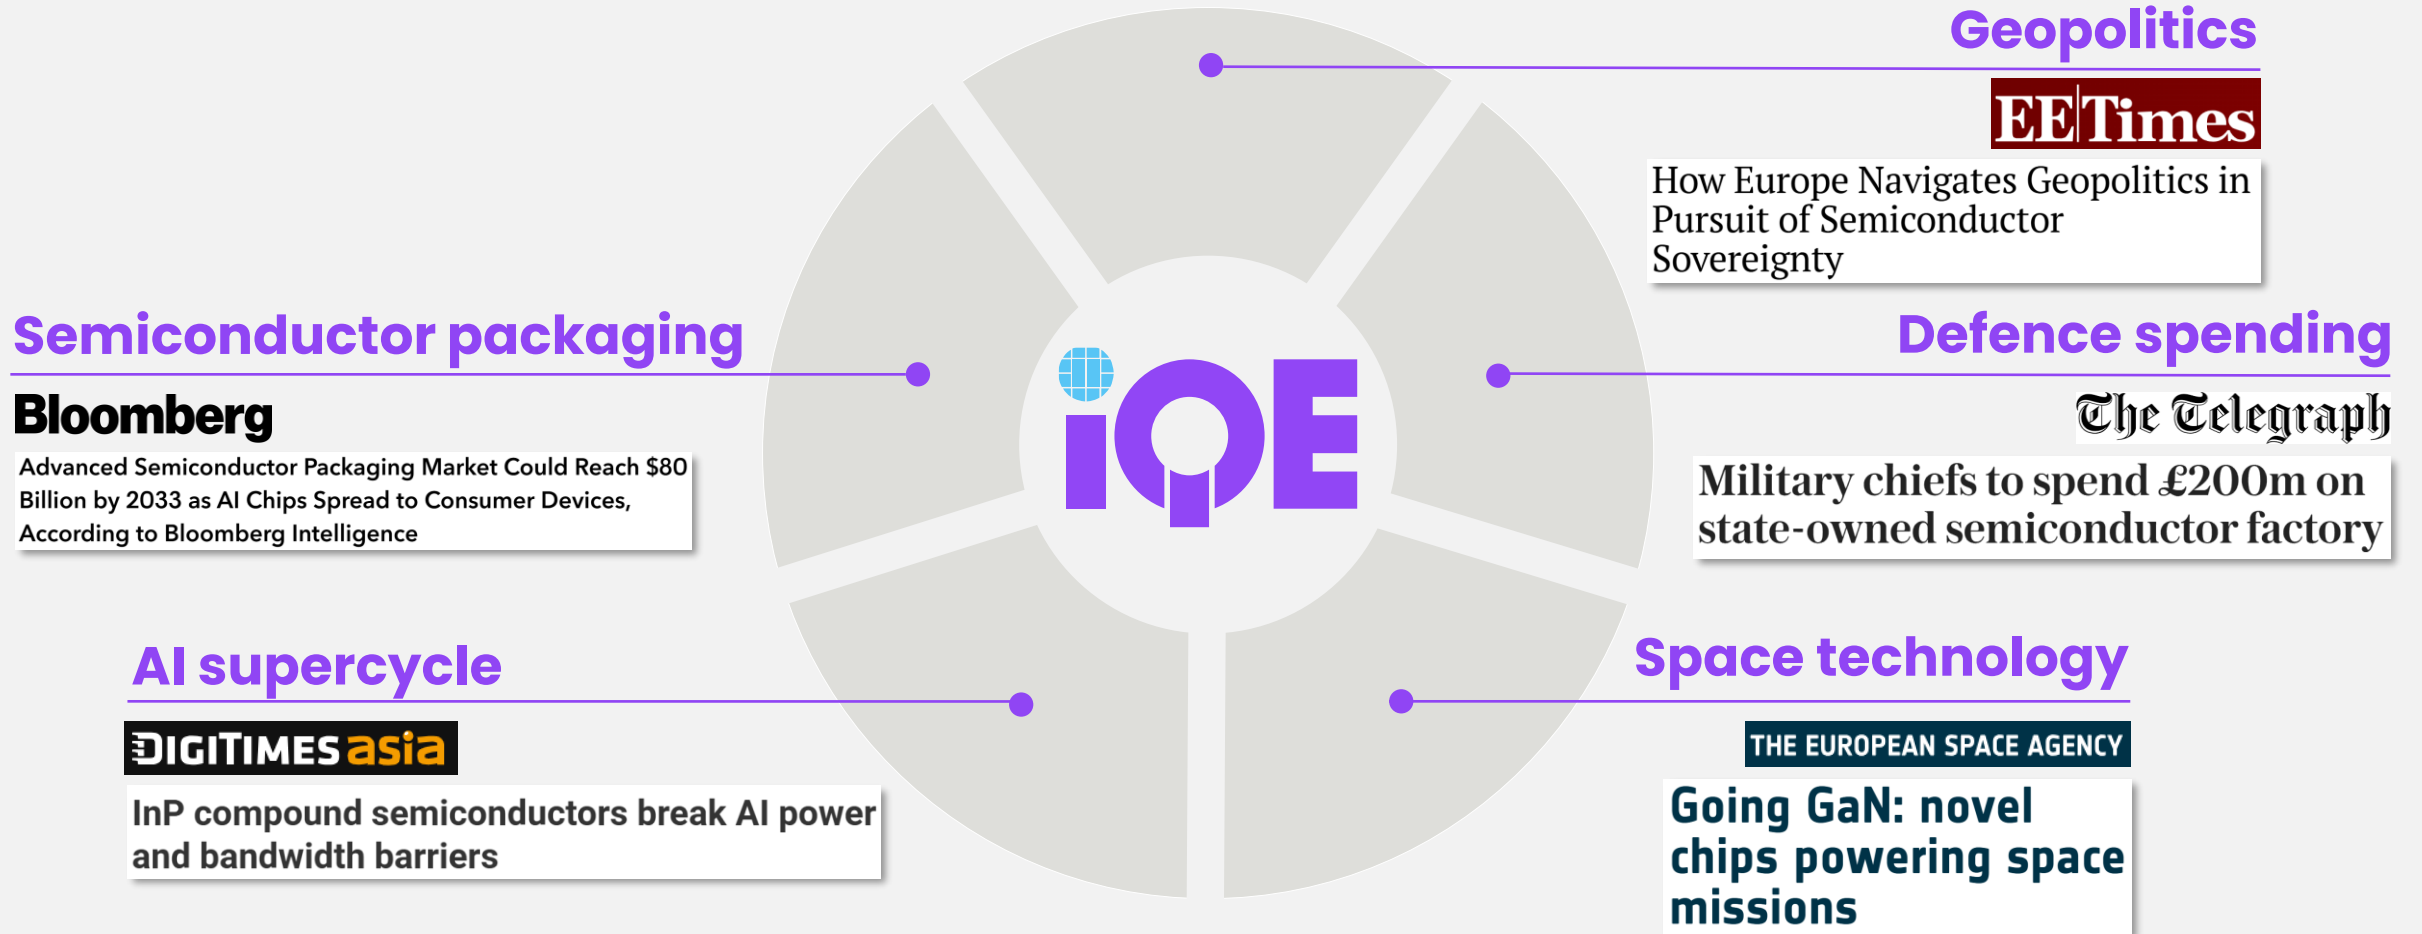 Geopolitics
EETimes
How Europe Navigates Geopolitics in
Pursuit of Semiconductor
Sovereignty
Semiconductor packaging
Bloomberg
Advanced Semiconductor Packaging Market Could Reach $80
Billion by 2033 as AI Chips Spread to Consumer Devices,
According to Bloomberg Intelligence
iQE
Defence spending
The Telegraph
Military chiefs to spend £200m on
state-owned semiconductor factory
AI supercycle
DIGITIMES asia
InP compound semiconductors break AI power
and bandwidth barriers
Space technology
THE EUROPEAN SPACE AGENCY
Going GaN: novel
chips powering space
missions